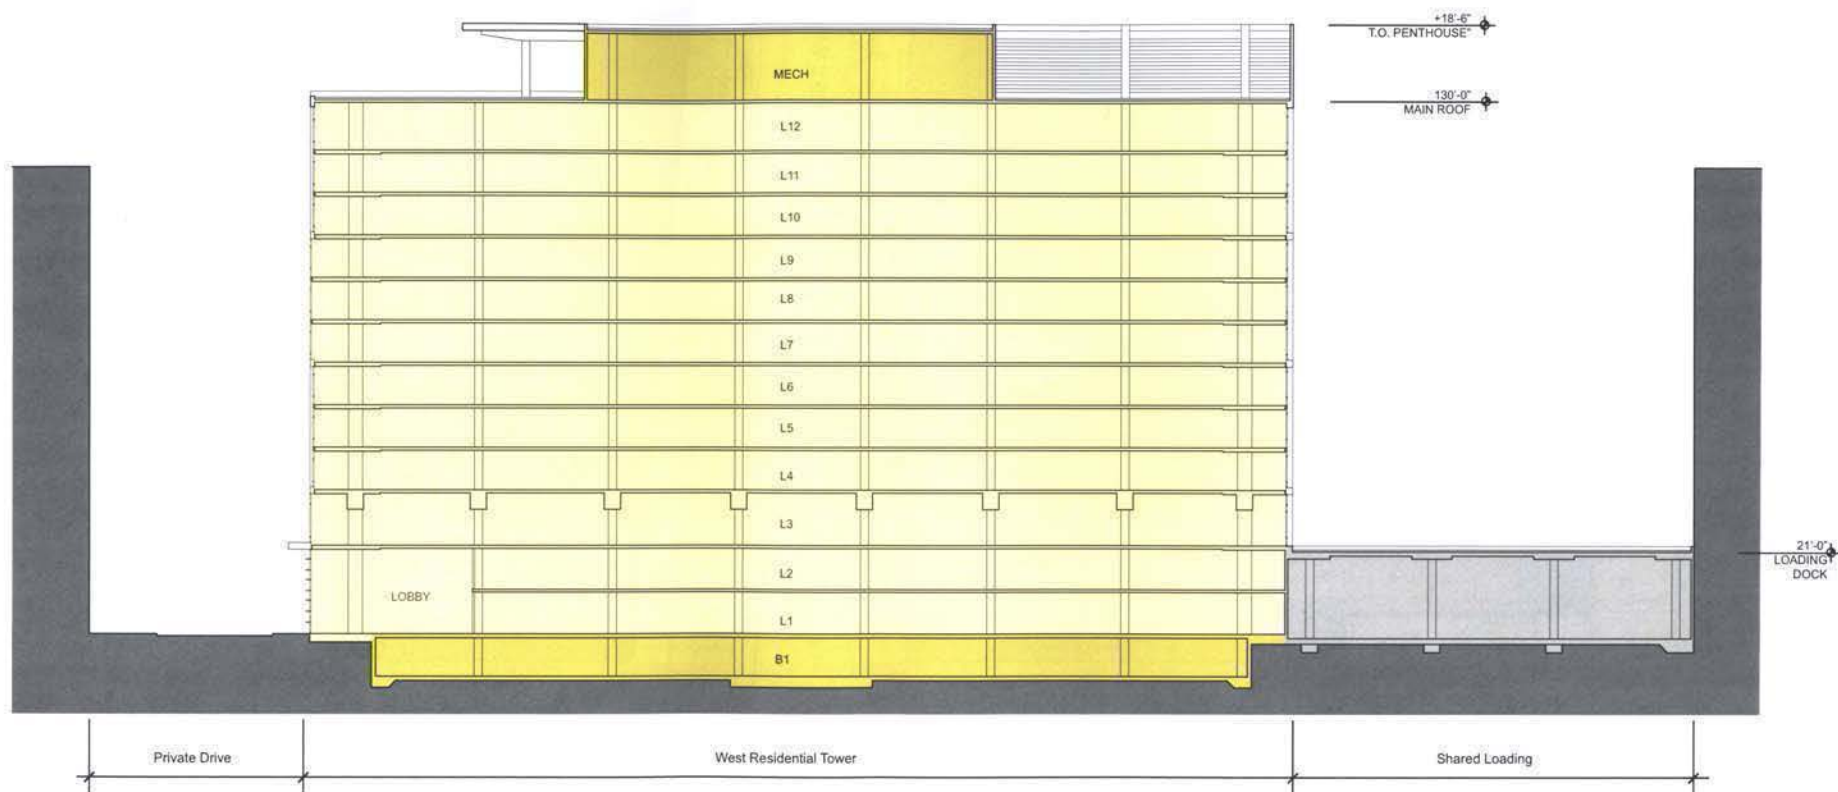 +18'-6"
T.O. PENTHOUSE"
130'-0"
MAIN ROOF
MECH
L12
L11
L10
L9
L8
L7
L6
L5
L4
L3
L2
LOBBY
L1
B1
21'-0"
LOADING
DOCK
Private Drive
West Residential Tower
Shared Loading